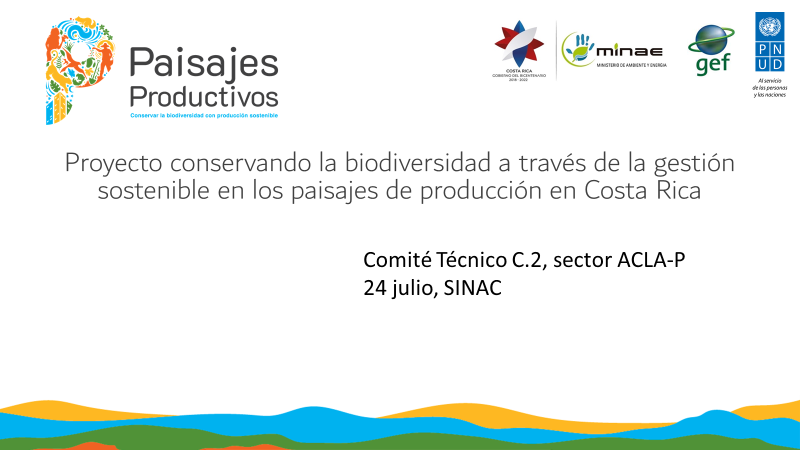 Paisajes
Productivos
Conservar la biodiversidad con producción sostenible
COSTA RICA
GOBIERNO DEL BICENTENARIO
2018 - 2022
minae
MINISTERIO DE AMBIENTE Y ENERGIA
gef
P N
U D
Al servicio
de las personas
y las naciones
Proyecto conservando la biodiversidad a través de la gestión
sostenible en los paisajes de producción en Costa Rica
Comité Técnico C.2, sector ACLA-P
24 julio, SINAC